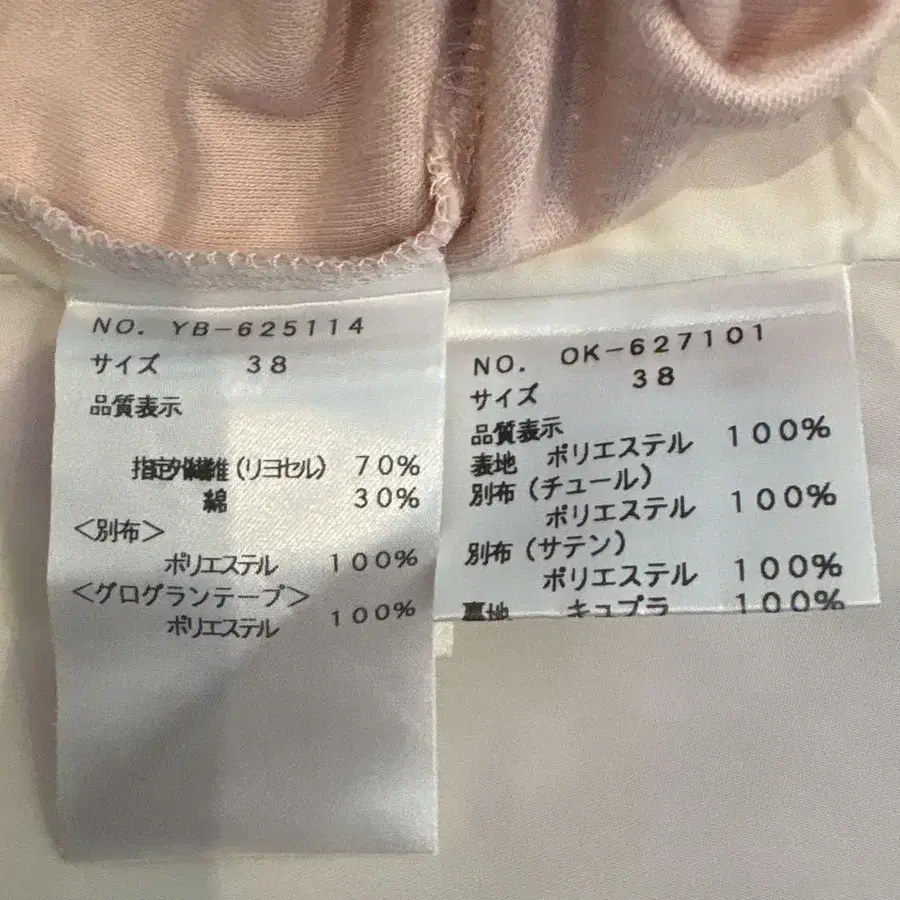 NO. YB-625114
サイズ 38
品質表示
指定外繊維(リヨセル) 70%
綿 30%
<別布>
ポリエステル 100%
<グログランテープ>
ポリエステル 100%
NO. OK-627101
サイズ 38
品質表示
表地 ポリエステル 100%
別布(チュール)
ポリエステル 100%
別布(サテン)
ポリエステル 100%
裏地 キュプラ 100%